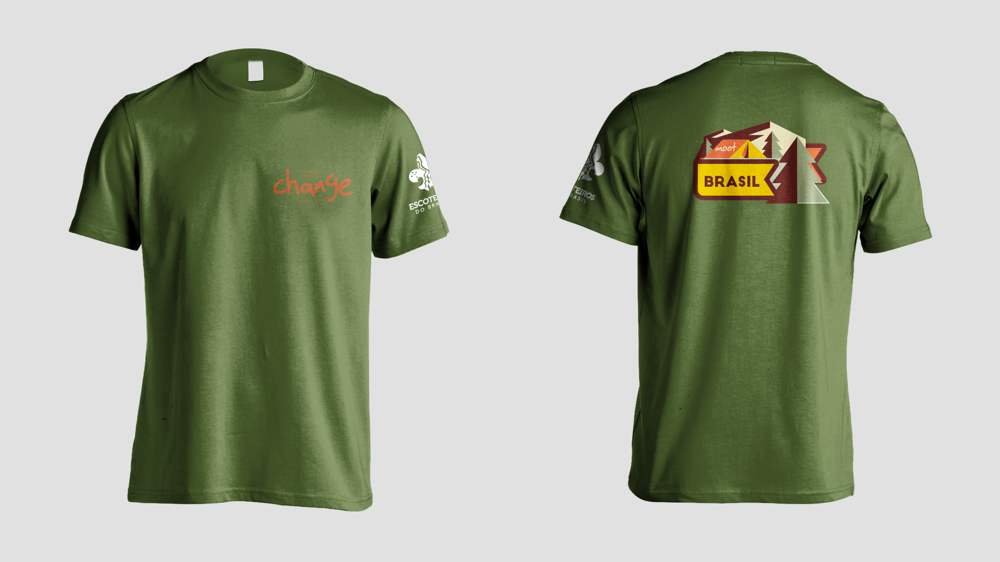 change
ESCOTE
DO BRA
moot
BRASIL
TEIROS
RASIL